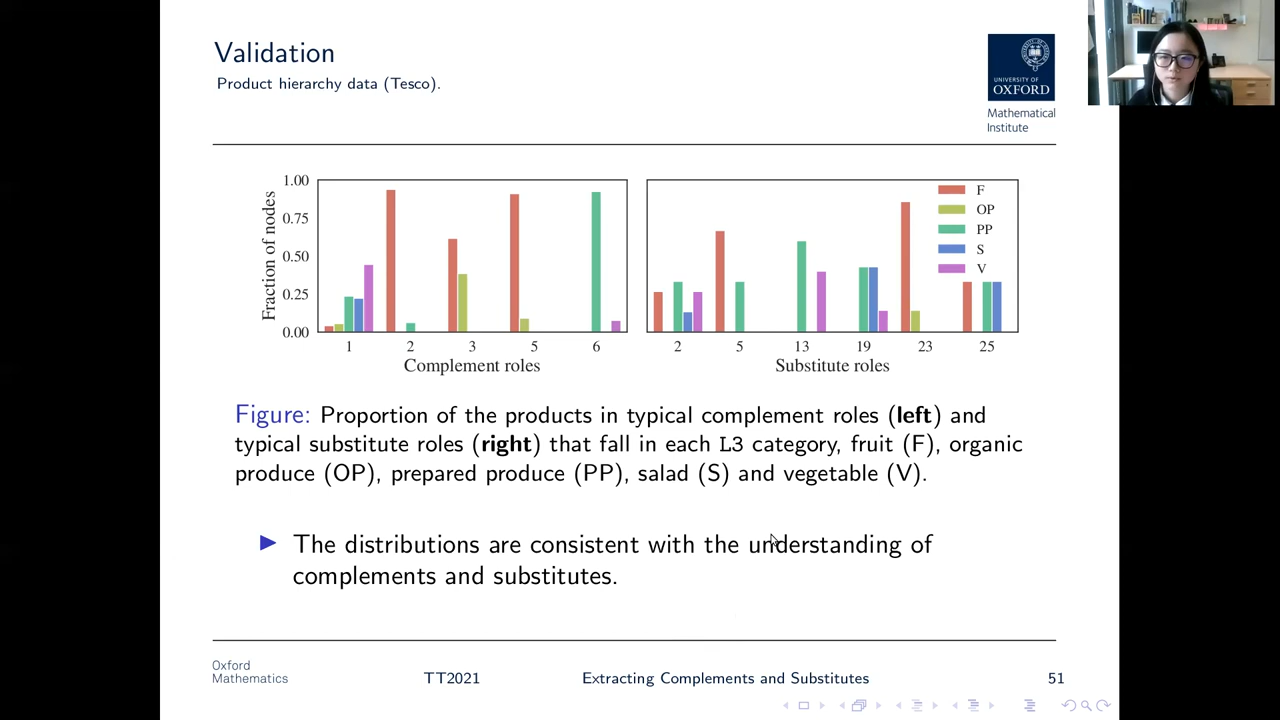 Validation
Product hierarchy data (Tesco).
UNIVERSITY OF
OXFORD
Mathematical
Institute
1.00
0.75
0.50
0.25
0.00
Fraction of nodes
1 2 3 5 6
Complement roles
F
OP
PP
S
V
2 5 13 19 23 25
Substitute roles
Figure: Proportion of the products in typical complement roles (left) and
typical substitute roles (right) that fall in each L3 category, fruit (F), organic
produce (OP), prepared produce (PP), salad (S) and vegetable (V).
The distributions are consistent with the understanding of
complements and substitutes.
Oxford
Mathematics
TT2021
Extracting Complements and Substitutes
51